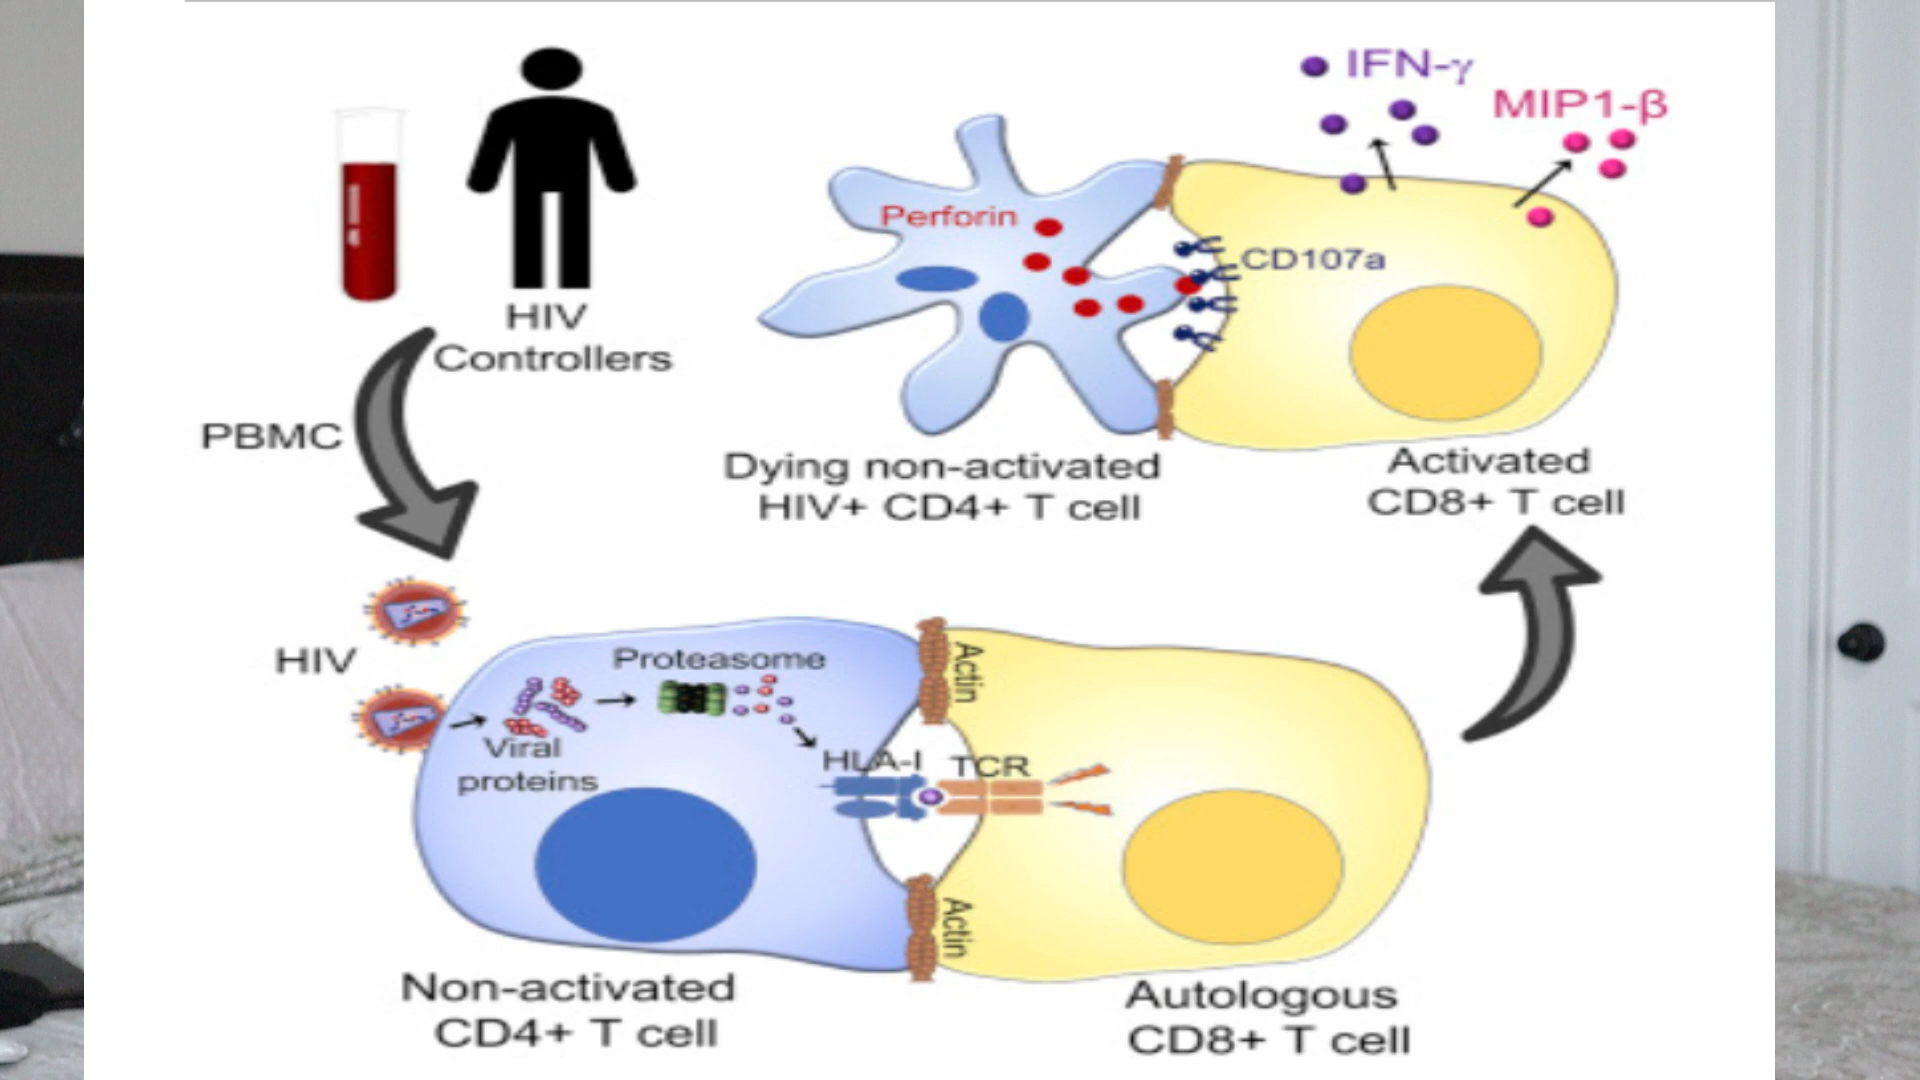 HIV
Controllers
PBMC
IFN-γ
MIP1-β
Perforin
CD107a
Dying non-activated
HIV+ CD4+ T cell
Activated
CD8+ T cell
HIV
Viral
proteins
Proteasome
HLA-I
TCR
Actin
Actin
Non-activated
CD4+ T cell
Autologous
CD8+ T cell